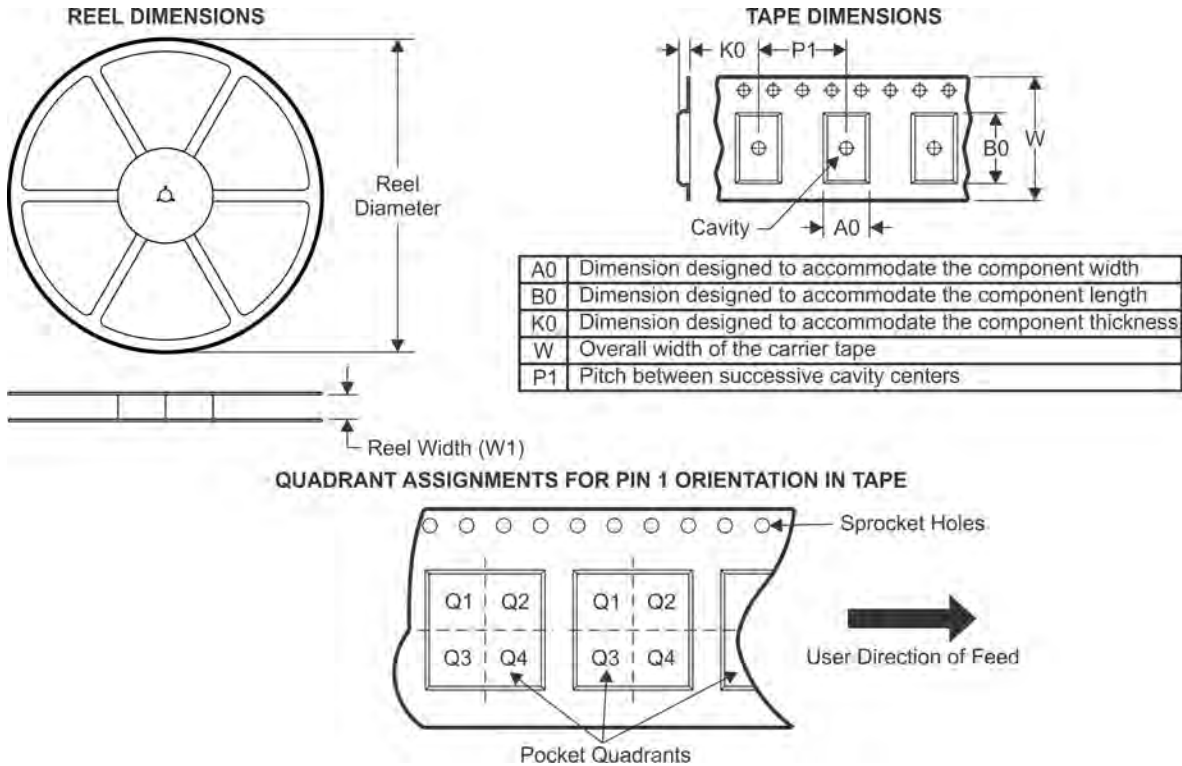 REEL DIMENSIONS
Reel
Diameter
Reel Width (W1)
TAPE DIMENSIONS
K0
P1
B0
W
Cavity
A0
A0 Dimension designed to accommodate the component width
B0 Dimension designed to accommodate the component length
K0 Dimension designed to accommodate the component thickness
W Overall width of the carrier tape
P1 Pitch between successive cavity centers
QUADRANT ASSIGNMENTS FOR PIN 1 ORIENTATION IN TAPE
Sprocket Holes
Q1 Q2 Q1 Q2
Q3 Q4 Q3 Q4
User Direction of Feed
Pocket Quadrants